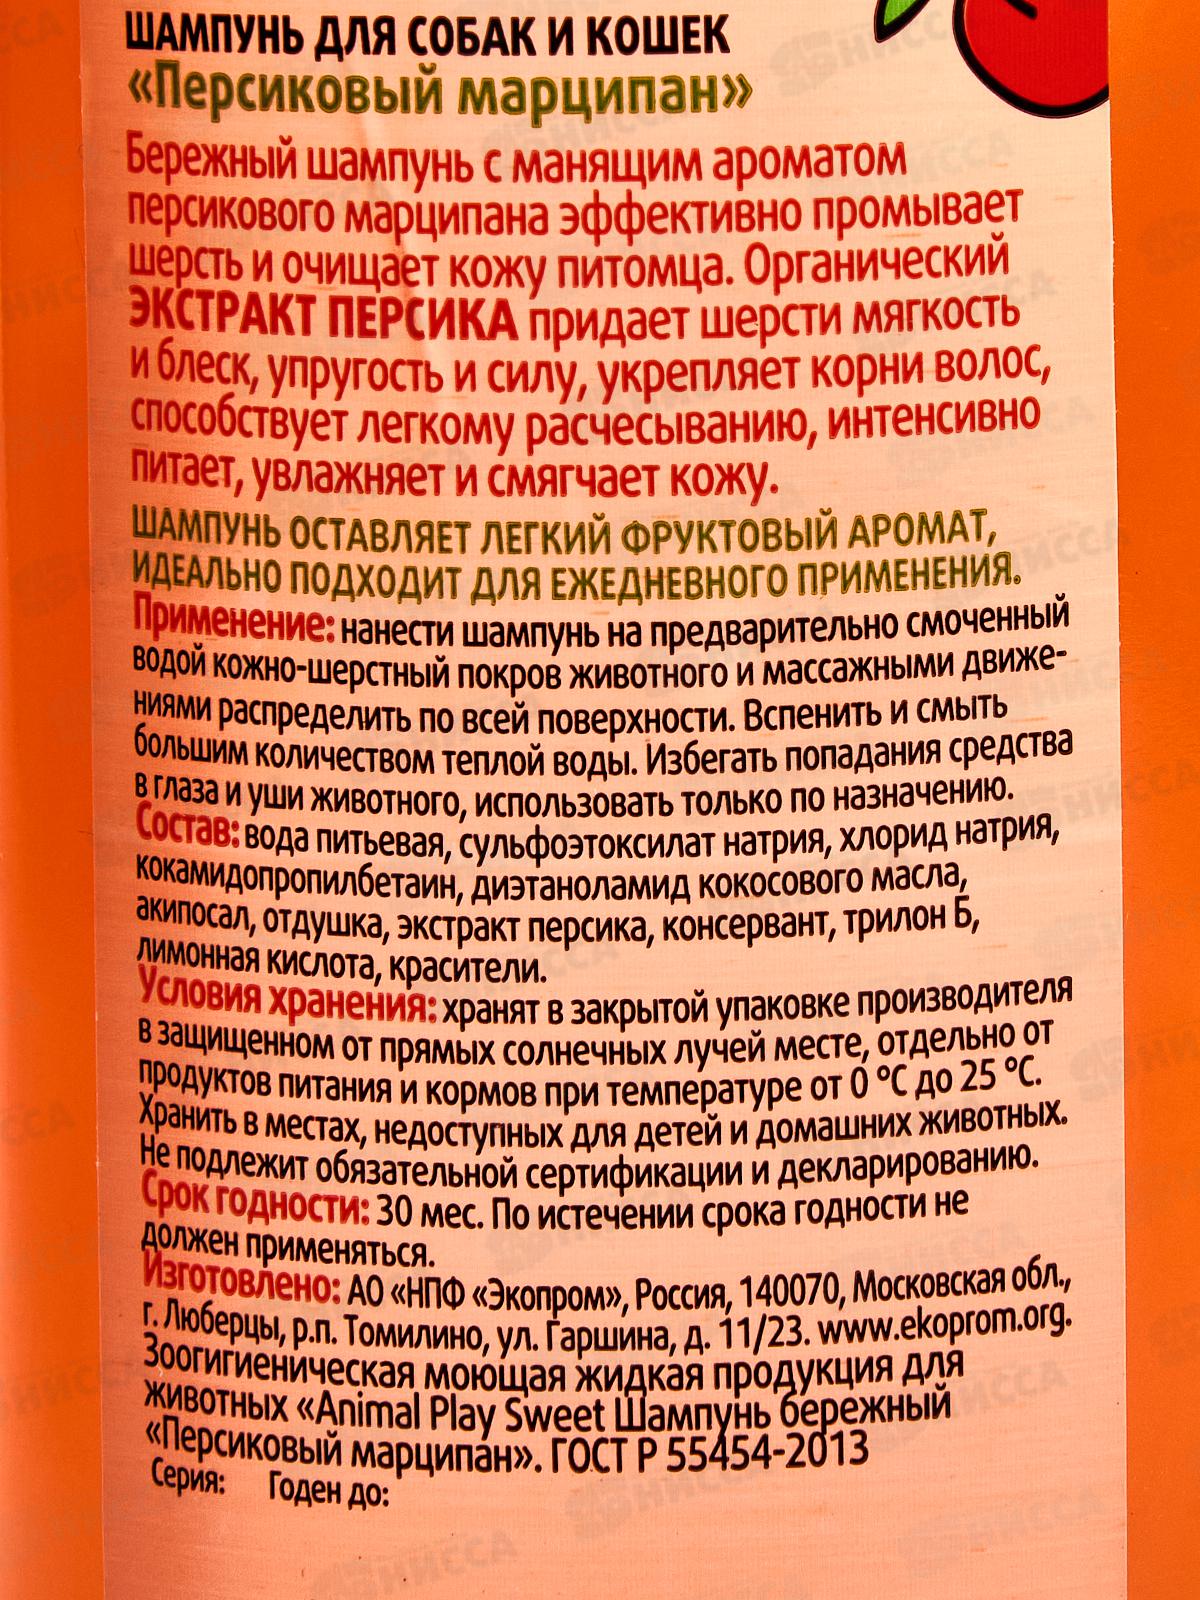 ШАМПУНЬ ДЛЯ СОБАК И КОШЕК
«Персиковый марципан»
Бережный шампунь с манящим ароматом
персикового марципана эффективно промывает
шерсть и очищает кожу питомца. Органический
ЭКСТРАКТ ПЕРСИКА придает шерсти мягкость
и блеск, упругость и силу, укрепляет корни волос,
способствует легкому расчесыванию, интенсивно
питает, увлажняет и смягчает кожу.
ШАМПУНЬ ОСТАВЛЯЕТ ЛЕГКИЙ ФРУКТОВЫЙ АРОМАТ,
ИДЕАЛЬНО ПОДХОДИТ ДЛЯ ЕЖЕДНЕВНОГО ПРИМЕНЕНИЯ.
Применение: нанести шампунь на предварительно смоченный
водой кожно-шерстный покров животного и массажными движе-
ниями распределить по всей поверхности. Вспенить и смыть
большим количеством теплой воды. Избегать попадания средства
в глаза и уши животного, использовать только по назначению.
Состав: вода питьевая, сульфоэтоксилат натрия, хлорид натрия,
кокамидопропилбетаин, диэтаноламид кокосового масла,
акипосал, отдушка, экстракт персика, консервант, трилон Б,
лимонная кислота, красители.
Условия хранения: хранят в закрытой упаковке производителя
в защищенном от прямых солнечных лучей месте, отдельно от
продуктов питания и кормов при температуре от 0 °С до 25 °С.
Хранить в местах, недоступных для детей и домашних животных.
Не подлежит обязательной сертификации и декларированию.
Срок годности: 30 мес. По истечении срока годности не
должен применяться.
Изготовлено: АО «НПФ «Экопром», Россия, 140070, Московская обл.,
г. Люберцы, р.п. Томилино, ул. Гаршина, д. 11/23. www.ekoprom.org.
Зоогигиеническая моющая жидкая продукция для
животных «Animal Play Sweet Шампунь бережный
«Персиковый марципан». ГОСТ Р 55454-2013
Серия: Годен до: